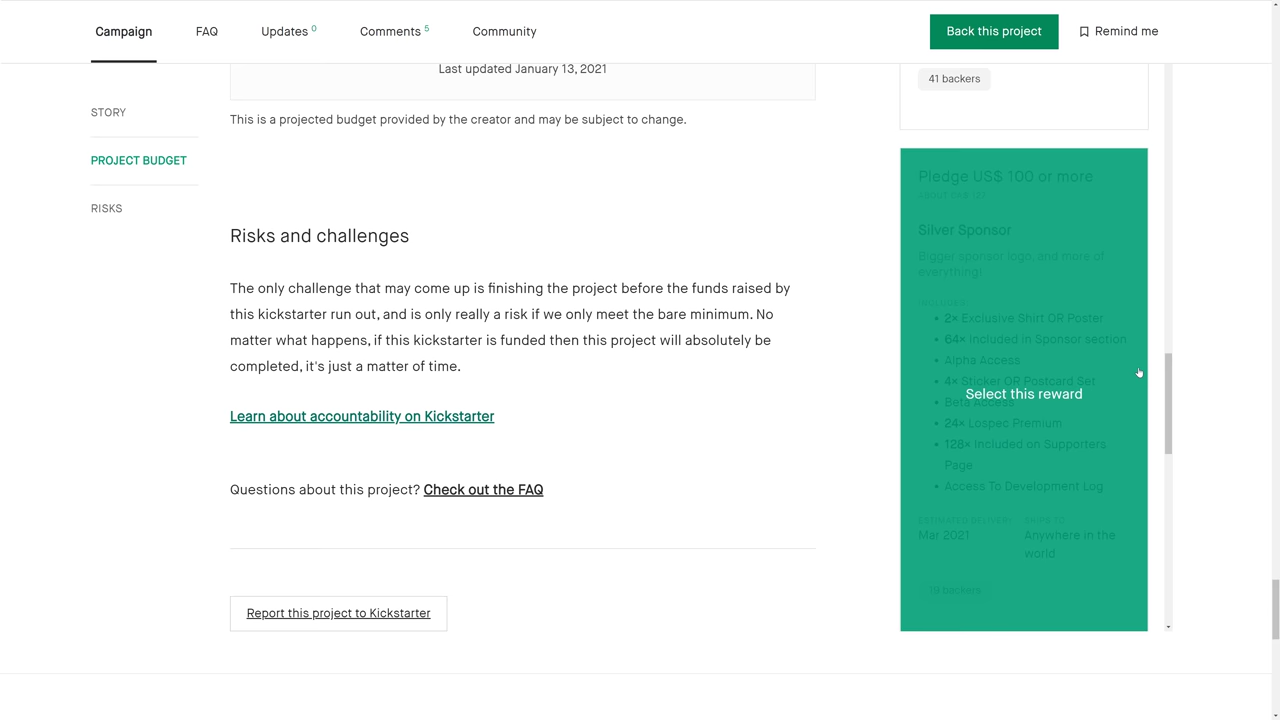 Campaign
FAQ
Updates 0
Comments 5
Community
Back this project
Remind me
STORY
PROJECT BUDGET
RISKS
Last updated January 13, 2021
This is a projected budget provided by the creator and may be subject to change.
Risks and challenges
The only challenge that may come up is finishing the project before the funds raised by
this kickstarter run out, and is only really a risk if we only meet the bare minimum. No
matter what happens, if this kickstarter is funded then this project will absolutely be
completed, it's just a matter of time.
Learn about accountability on Kickstarter
Questions about this project? Check out the FAQ
Report this project to Kickstarter
41 backers
Pledge US$ 100 or more
Silver Sponsor
Bigger sponsor logo, and more of
everything!
INCLUDES
• 2× Exclusive Shirt OR Poster
• 64× included in Sponsor section
• Alpha Access
• 4× Sticker OR Postcard Set
Select this reward
• Beta Access
• 24× Lospec Premium
• 128× Included on Supporters
Page
• Access To Development Log
ESTIMATED DELIVERY
SHIPS TO
Mar 2021
Anywhere in the
world
backers